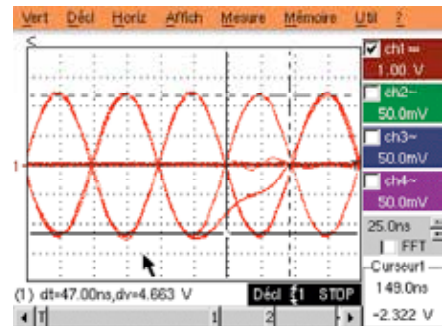 Vert Décl Horiz Affich Mesure Mémoire Util ?
ch1
1.00. V
ch2~
50.0mV
ch3~
50.0mV
ch4~
50.0mV
1
25.0ns
FFT
Curseur1
149.0ns
-2.322 V
(1) dt=47.00ns,dv=4.663 V Décl 1 STOP
T 1 2